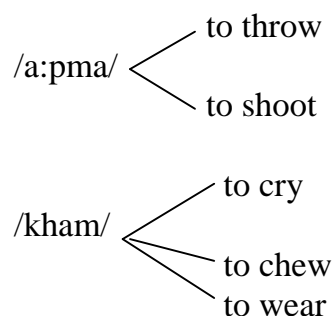 to throw
/a:pma/
to shoot
to cry
/kham/
to chew
to wear